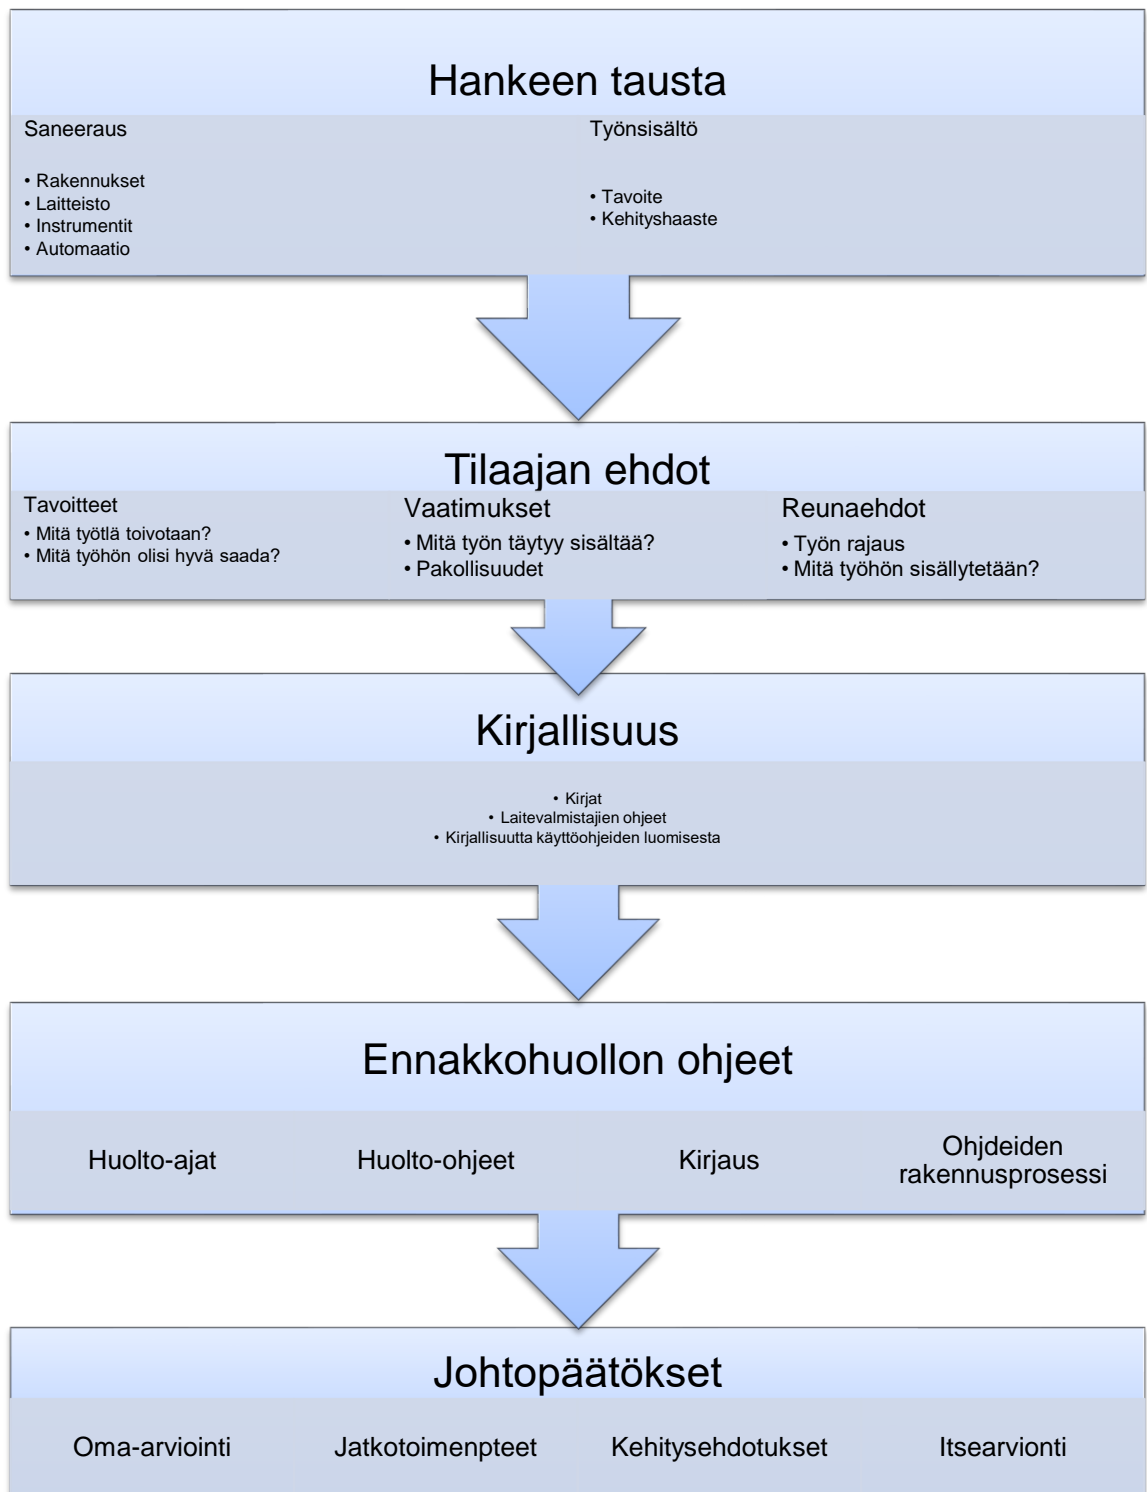 Hankeen tausta
Saneeraus
• Rakennukset
• Laitteisto
• Instrumentit
• Automaatio
Työnsisältö
• Tavoite
• Kehityshaaste
Tilaajan ehdot
Tavoitteet
• Mitä työtlä toivotaan?
• Mitä työhön olisi hyvä saada?
Vaatimukset
• Mitä työn täytyy sisältää?
• Pakollisuudet
Reunaehdot
• Työn rajaus
• Mitä työhön sisällytetään?
Kirjallisuus
• Kirjat
• Laitevalmistajien ohjeet
• Kirjallisuutta käyttöohjeiden luomisesta
Ennakkohuollon ohjeet
Huolto-ajat
Huolto-ohjeet
Kirjaus
Ohjdeiden
rakennusprosessi
Johtopäätökset
Oma-arviointi
Jatkotoimenpteet
Kehitysehdotukset
Itsearvionti